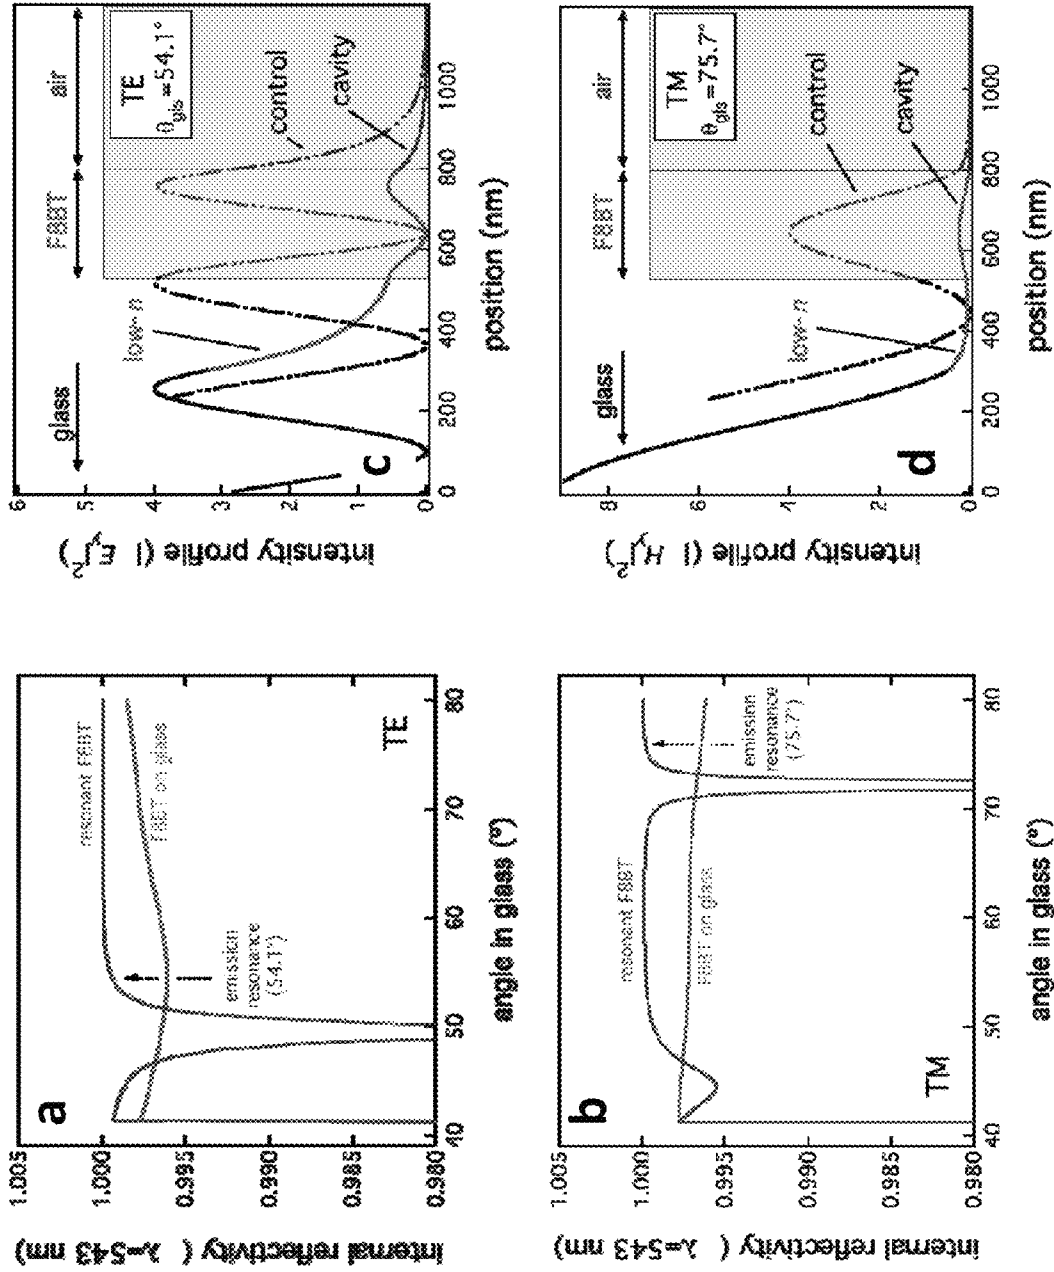 a
internal reflectivity ( λ=543 nm)
1.005
1.000
0.995
0.990
0.985
0.980
40
50
60
70
80
angle in glass (°)
resonant F8BT
F8BT on glass
emission
resonance
(54.1°)
TE
b
internal reflectivity ( λ=543 nm)
1.005
1.000
0.995
0.990
0.985
0.980
40
50
60
70
80
angle in glass (°)
resonant F8BT
F8BT on glass
emission
resonance
(75.7°)
TM
c
intensity profile ( | E_y|²)
6
5
4
3
2
1
0
0
200
400
600
800
1000
position (nm)
glass
F8BT
air
low-n
TE
θgls =54.1°
control
cavity
d
intensity profile ( | H_y|²)
8
6
4
2
0
0
200
400
600
800
1000
position (nm)
glass
F8BT
air
low-n
TM
θgls =75.7°
control
cavity